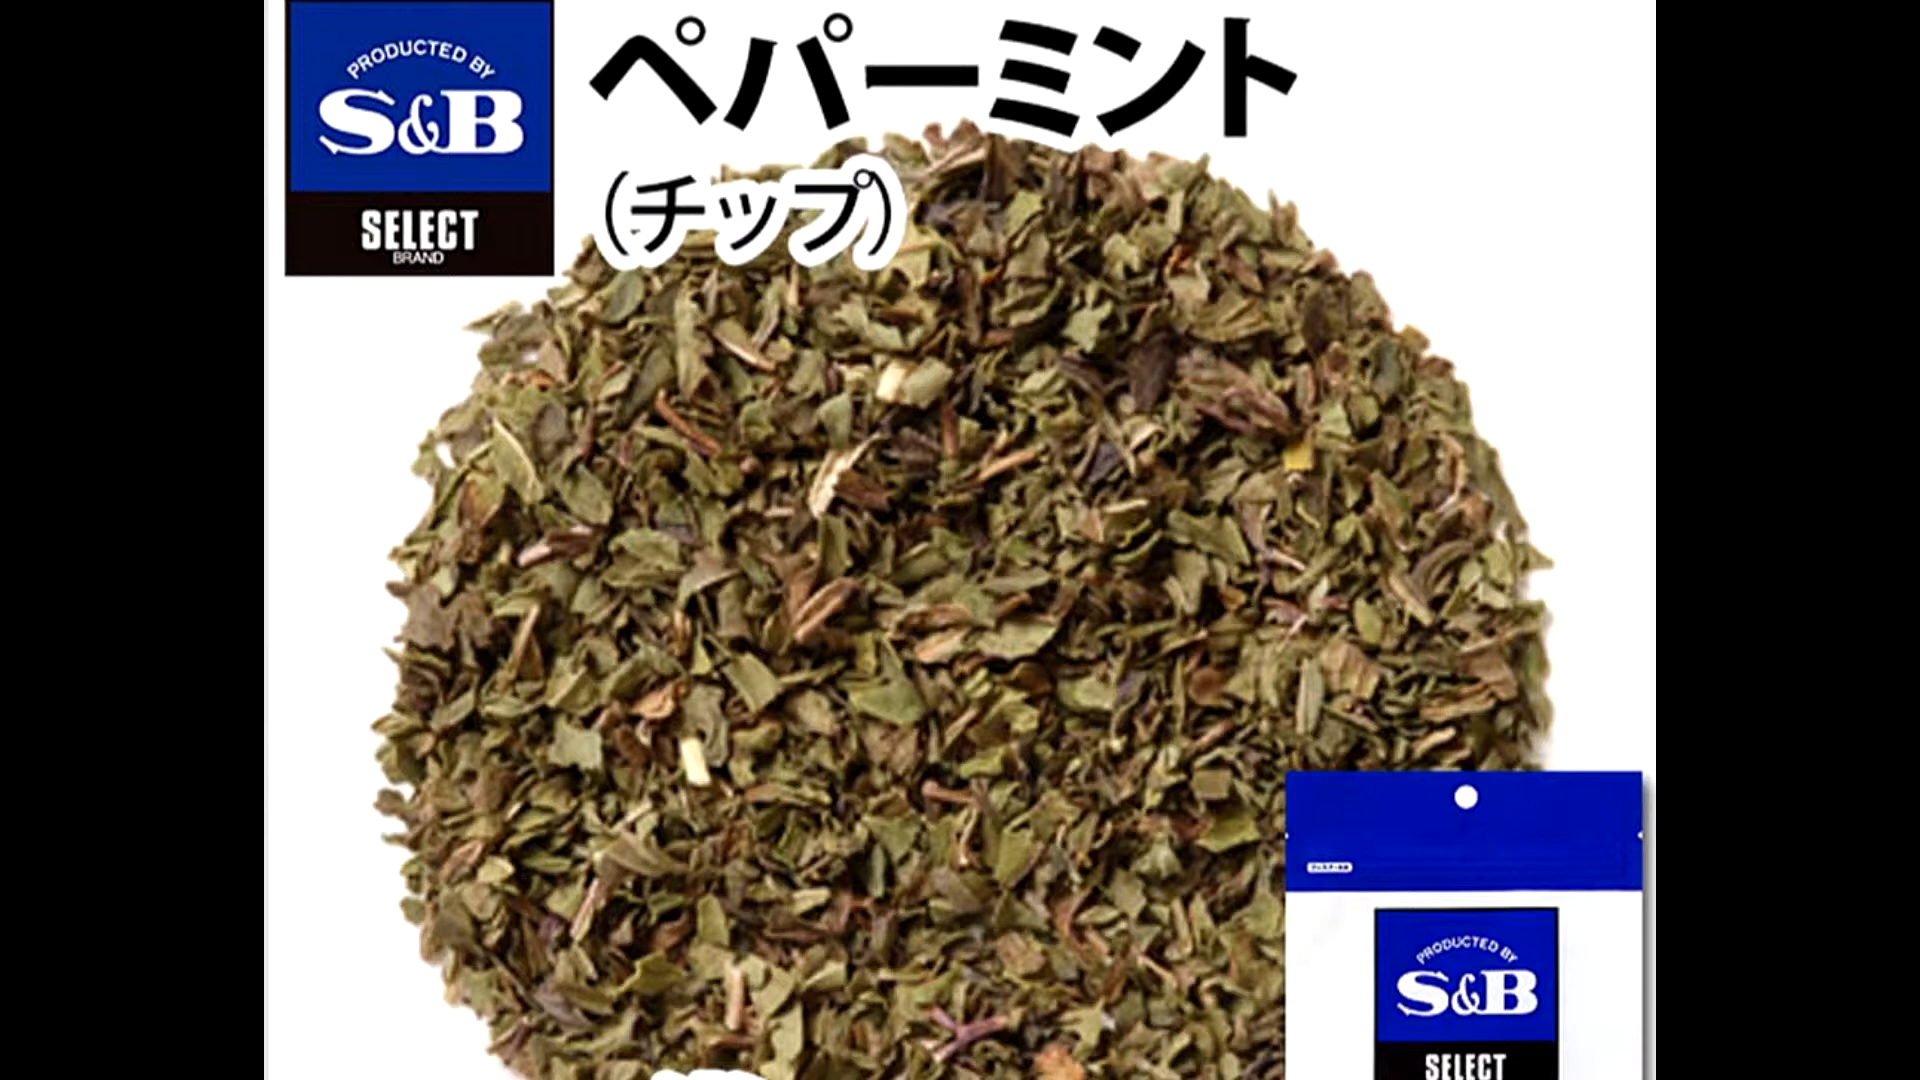 PRODUCTED BY
S&B
SELECT
BRAND
ペパーミント
(チップ)
PRODUCTED BY
S&B
SELECT